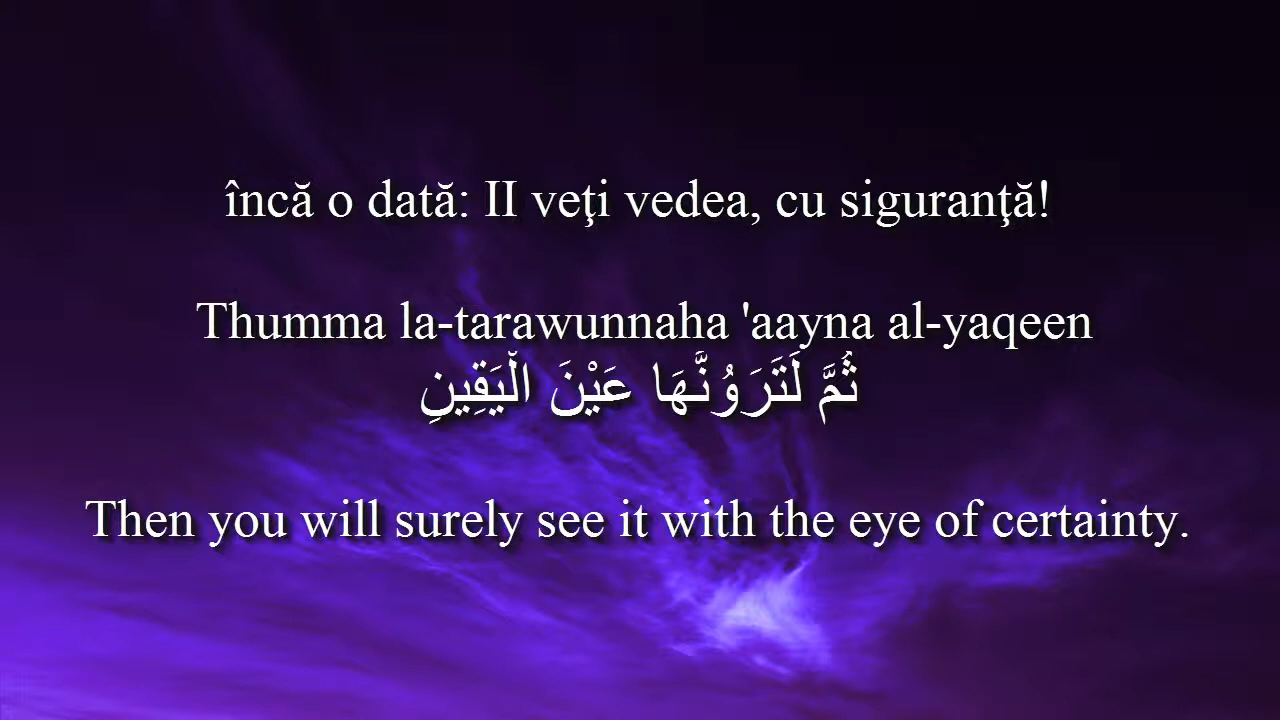 încă o dată: II veţi vedea, cu siguranţă!
Thumma la-tarawunnaha 'aayna al-yaqeen
ثُمَّ لَتَرَوُنَّهَا عَيْنَ الْيَقِينِ
Then you will surely see it with the eye of certainty.